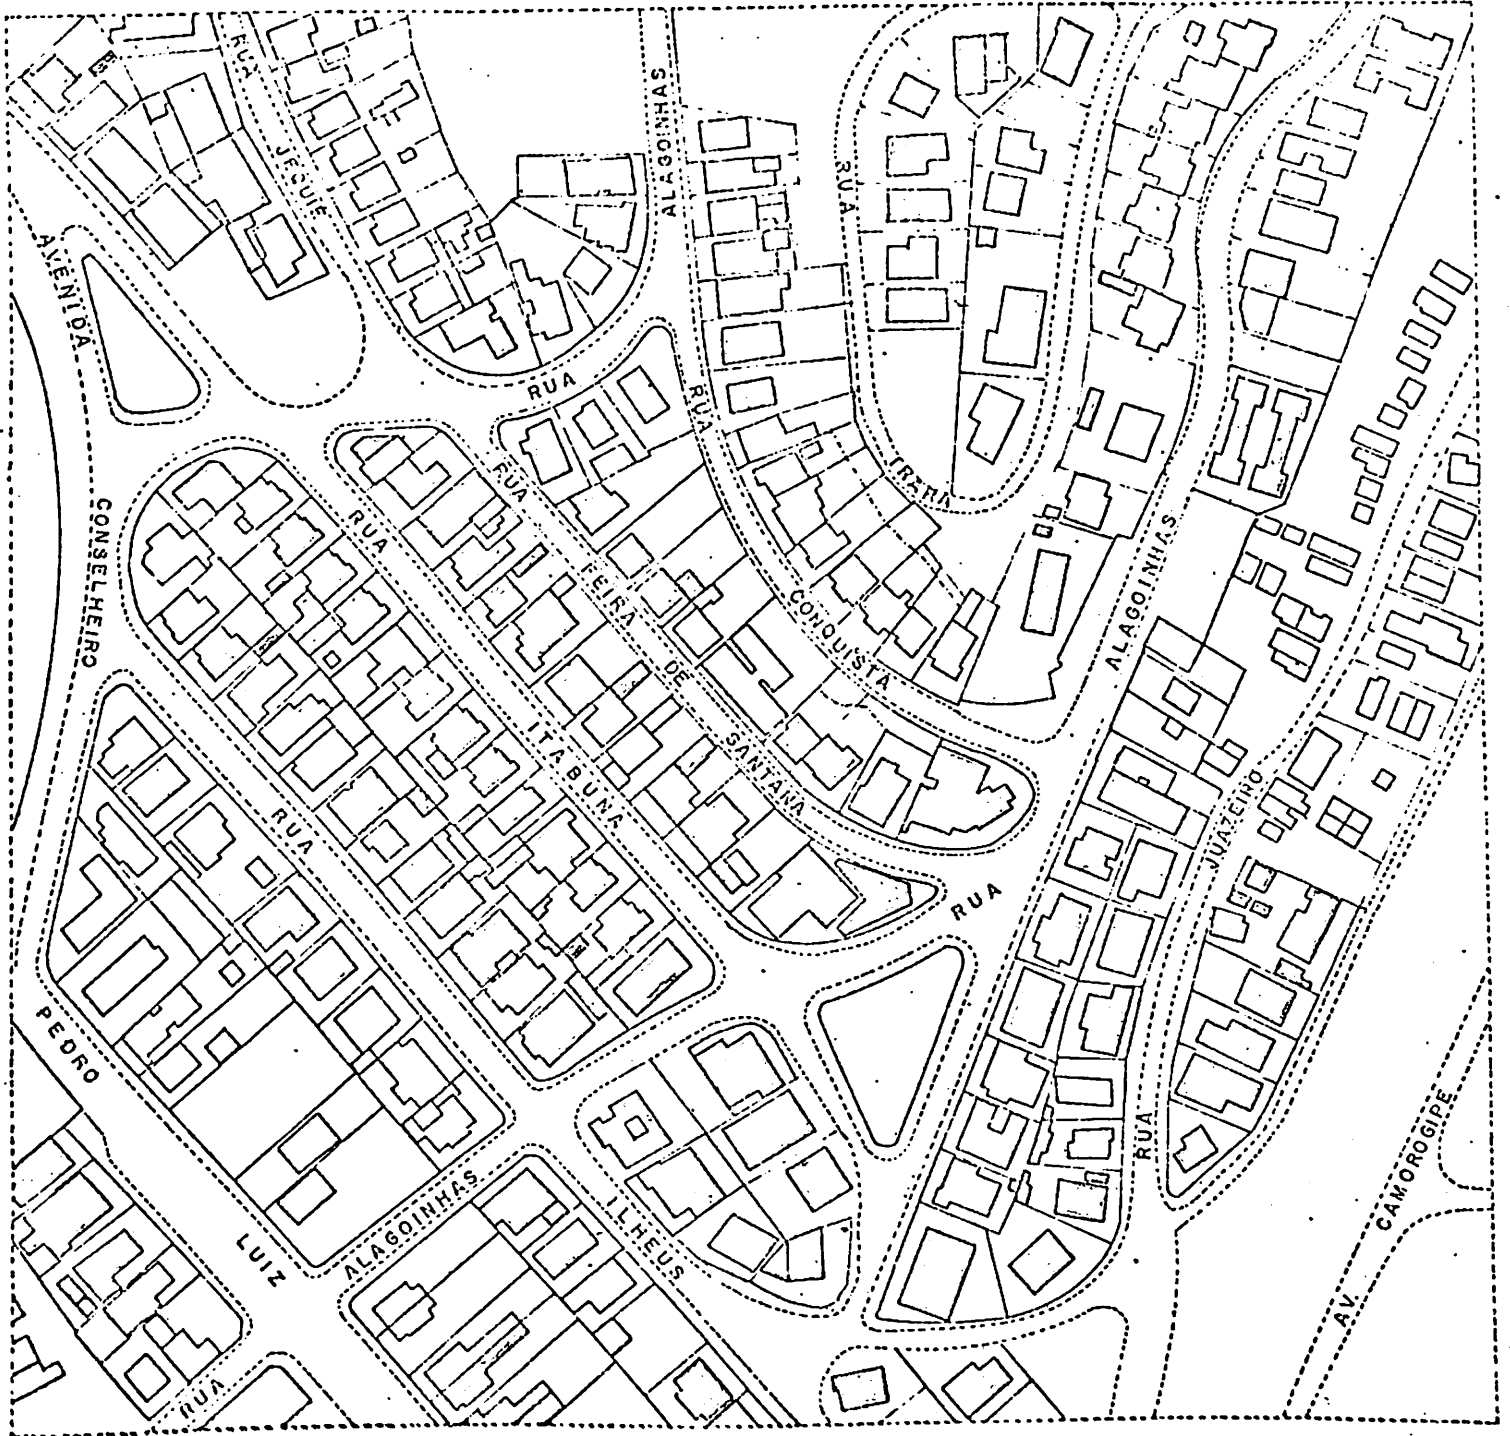 RUA
JEQUIÉ
ALAGOINHAS
RUA
AVENIDA
CONSELHEIRO
PEDRO
LUIZ
RUA
RUA
CONQUISTA
RUA
RUA
FEIRA
DE
SANTANA
RUA
ITABUNA
RUA
ILHEUS
ALAGOINHAS
RUA
ALAGOINHAS
RUA
JUAZEIRO
RUA
AV. CAMOROGIPE